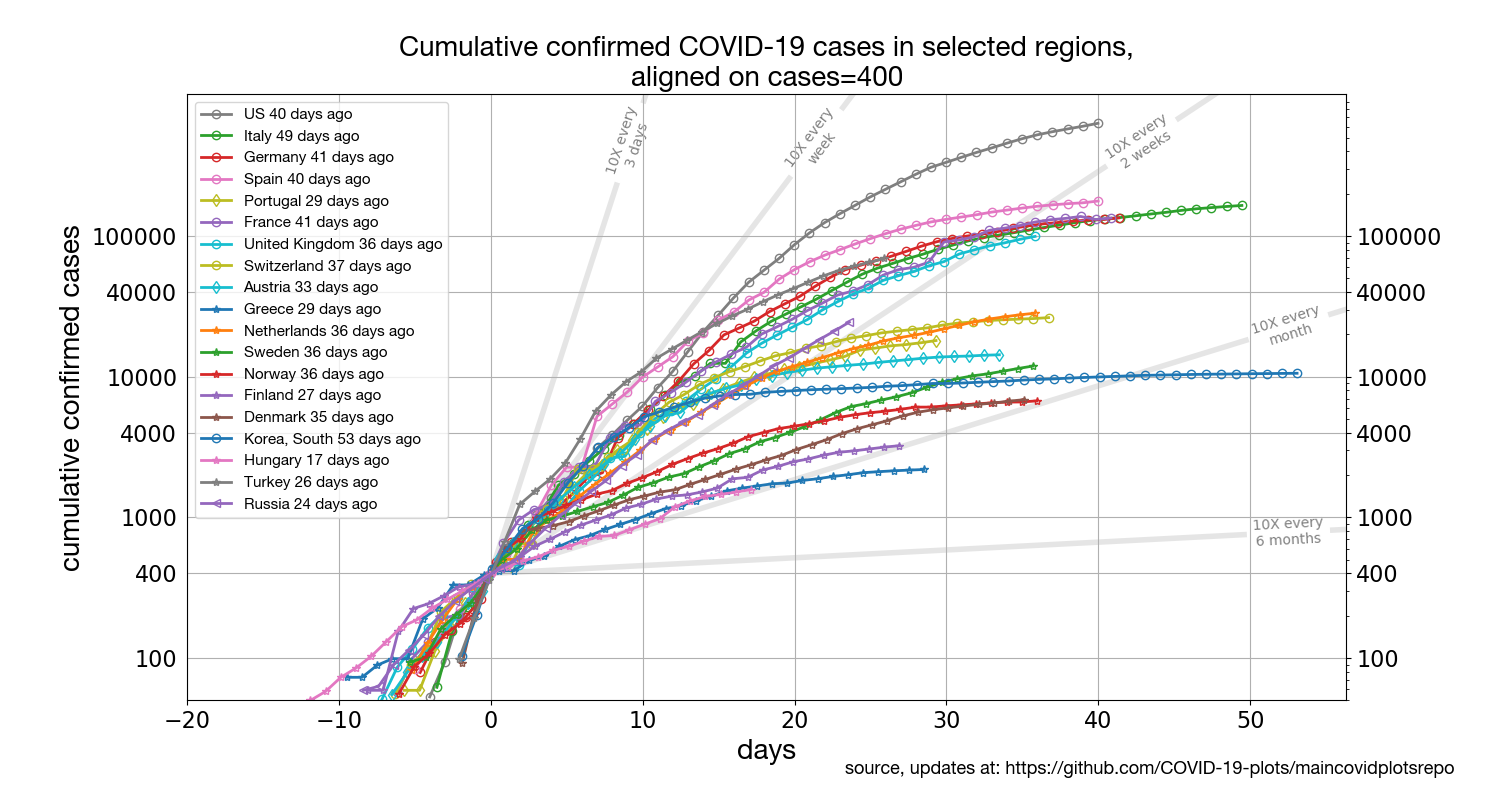 Cumulative confirmed COVID-19 cases in selected regions,
aligned on cases=400
US 40 days ago
Italy 49 days ago
Germany 41 days ago
Spain 40 days ago
Portugal 29 days ago
France 41 days ago
United Kingdom 36 days ago
Switzerland 37 days ago
Austria 33 days ago
Greece 29 days ago
Netherlands 36 days ago
Sweden 36 days ago
Norway 36 days ago
Finland 27 days ago
Denmark 35 days ago
Korea, South 53 days ago
Hungary 17 days ago
Turkey 26 days ago
Russia 24 days ago
10X every
3 days
10X every
week
10X every
2 weeks
10X every
month
10X every
6 months
cumulative confirmed cases
100000
40000
10000
4000
1000
400
100
100000
40000
10000
4000
1000
400
100
−20
−10
0
10
20
30
40
50
days
source, updates at: https://github.com/COVID-19-plots/maincovidplotsrepo